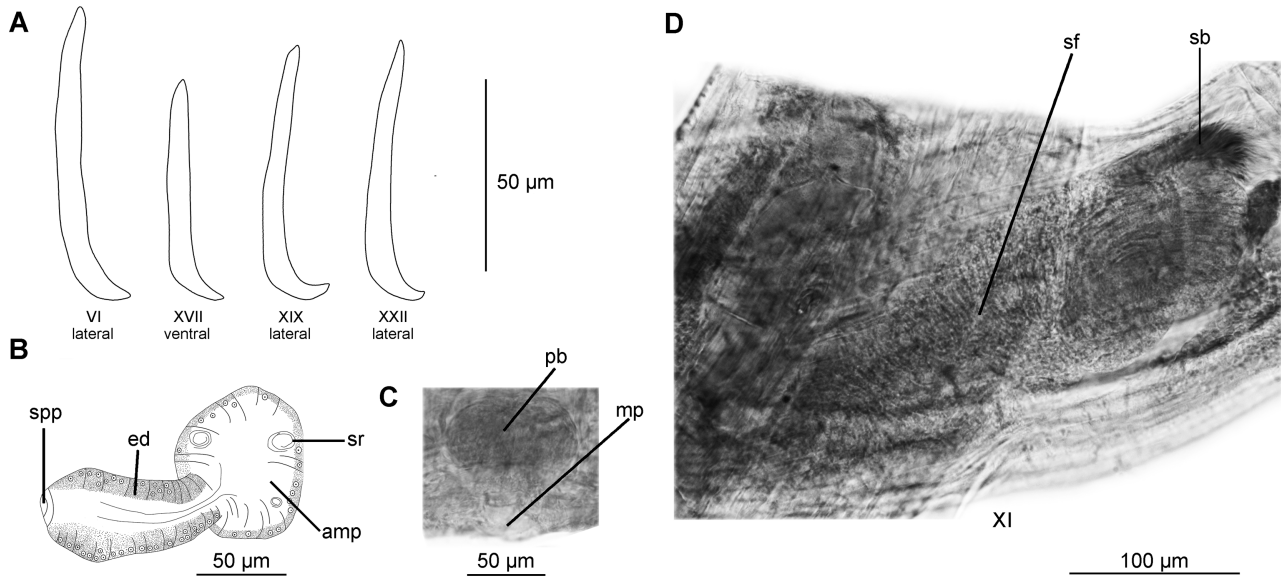 A
VI
lateral
XVII
ventral
XIX
lateral
XXII
lateral
50 µm
B
spp
ed
sr
amp
50 µm
C
pb
mp
50 µm
D
sf
sb
XI
100 µm